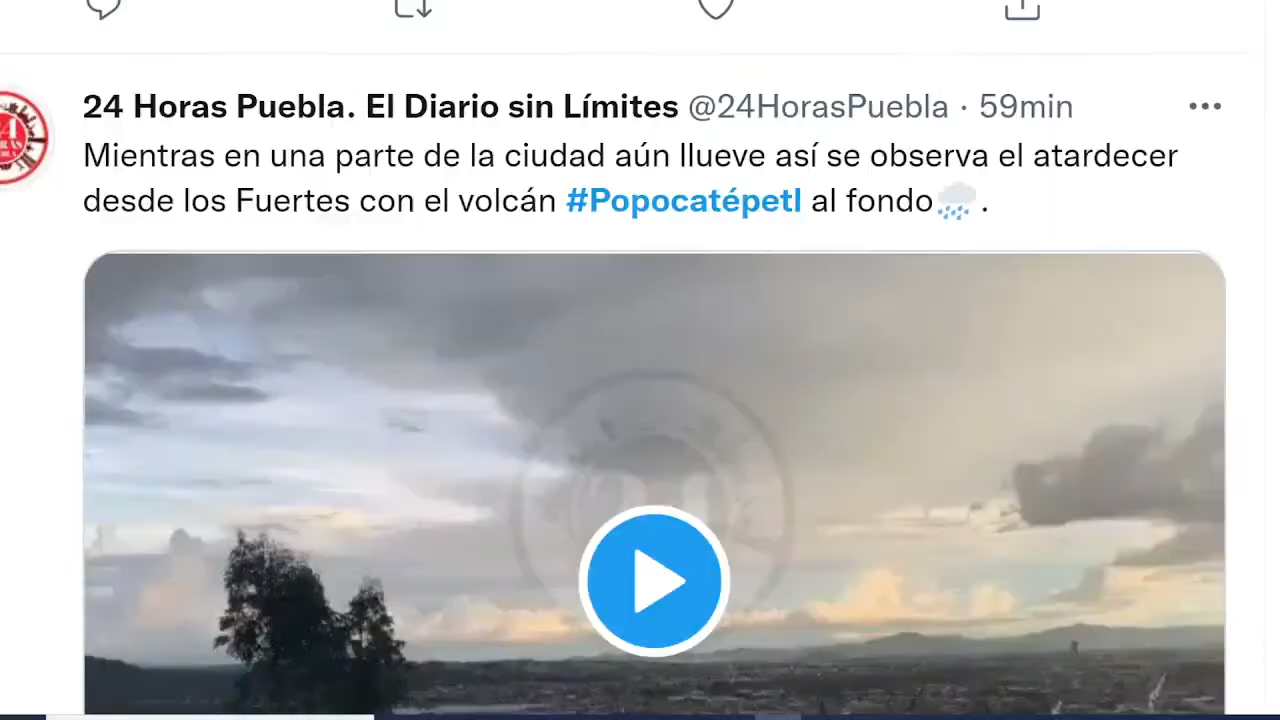 24 Horas Puebla. El Diario sin Límites @24HorasPuebla · 59min
Mientras en una parte de la ciudad aún llueve así se observa el atardecer
desde los Fuertes con el volcán #Popocatépetl al fondo🌧️.